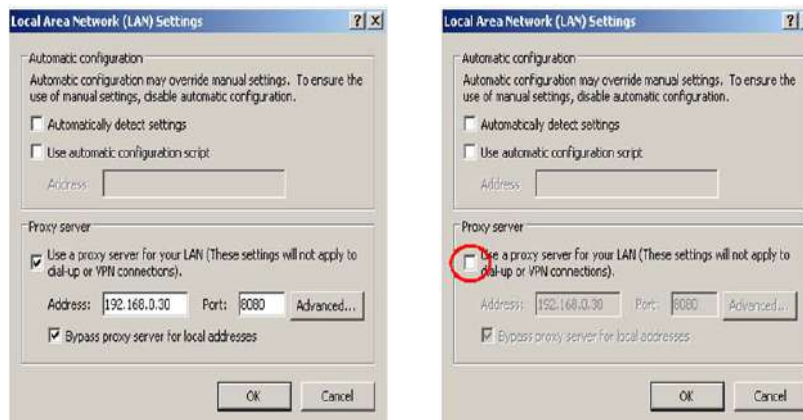 Local Area Network (LAN) Settings
Automatic configuration
Automatic configuration may override manual settings. To ensure the
use of manual settings, disable automatic configuration.
Automatically detect settings
Use automatic configuration script
Address
Proxy server
Use a proxy server for your LAN (These settings will not apply to
dial-up or VPN connections).
Address: 192.168.0.30 Port: 8080 Advanced...
Bypass proxy server for local addresses
OK Cancel
Local Area Network (LAN) Settings
Automatic configuration
Automatic configuration may override manual settings. To ensure the
use of manual settings, disable automatic configuration.
Automatically detect settings
Use automatic configuration script
Address
Proxy server
Use a proxy server for your LAN (These settings will not apply to
dial-up or VPN connections).
Address: 192.168.0.30 Port: 8080 Advanced...
Bypass proxy server for local addresses
OK Cancel